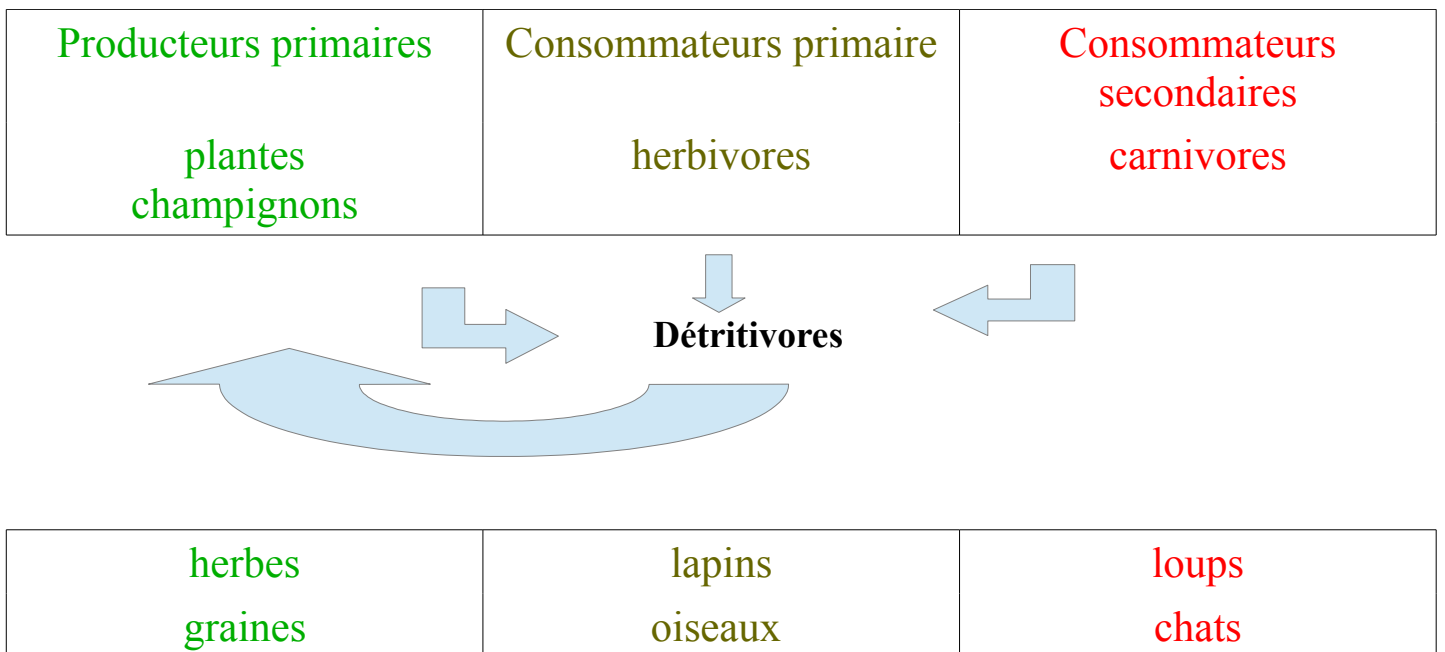 Producteurs primaires
Consommateurs primaire
Consommateurs
secondaires
plantes
champignons
herbivores
carnivores
Détritivores
herbes
lapins
loups
graines
oiseaux
chats